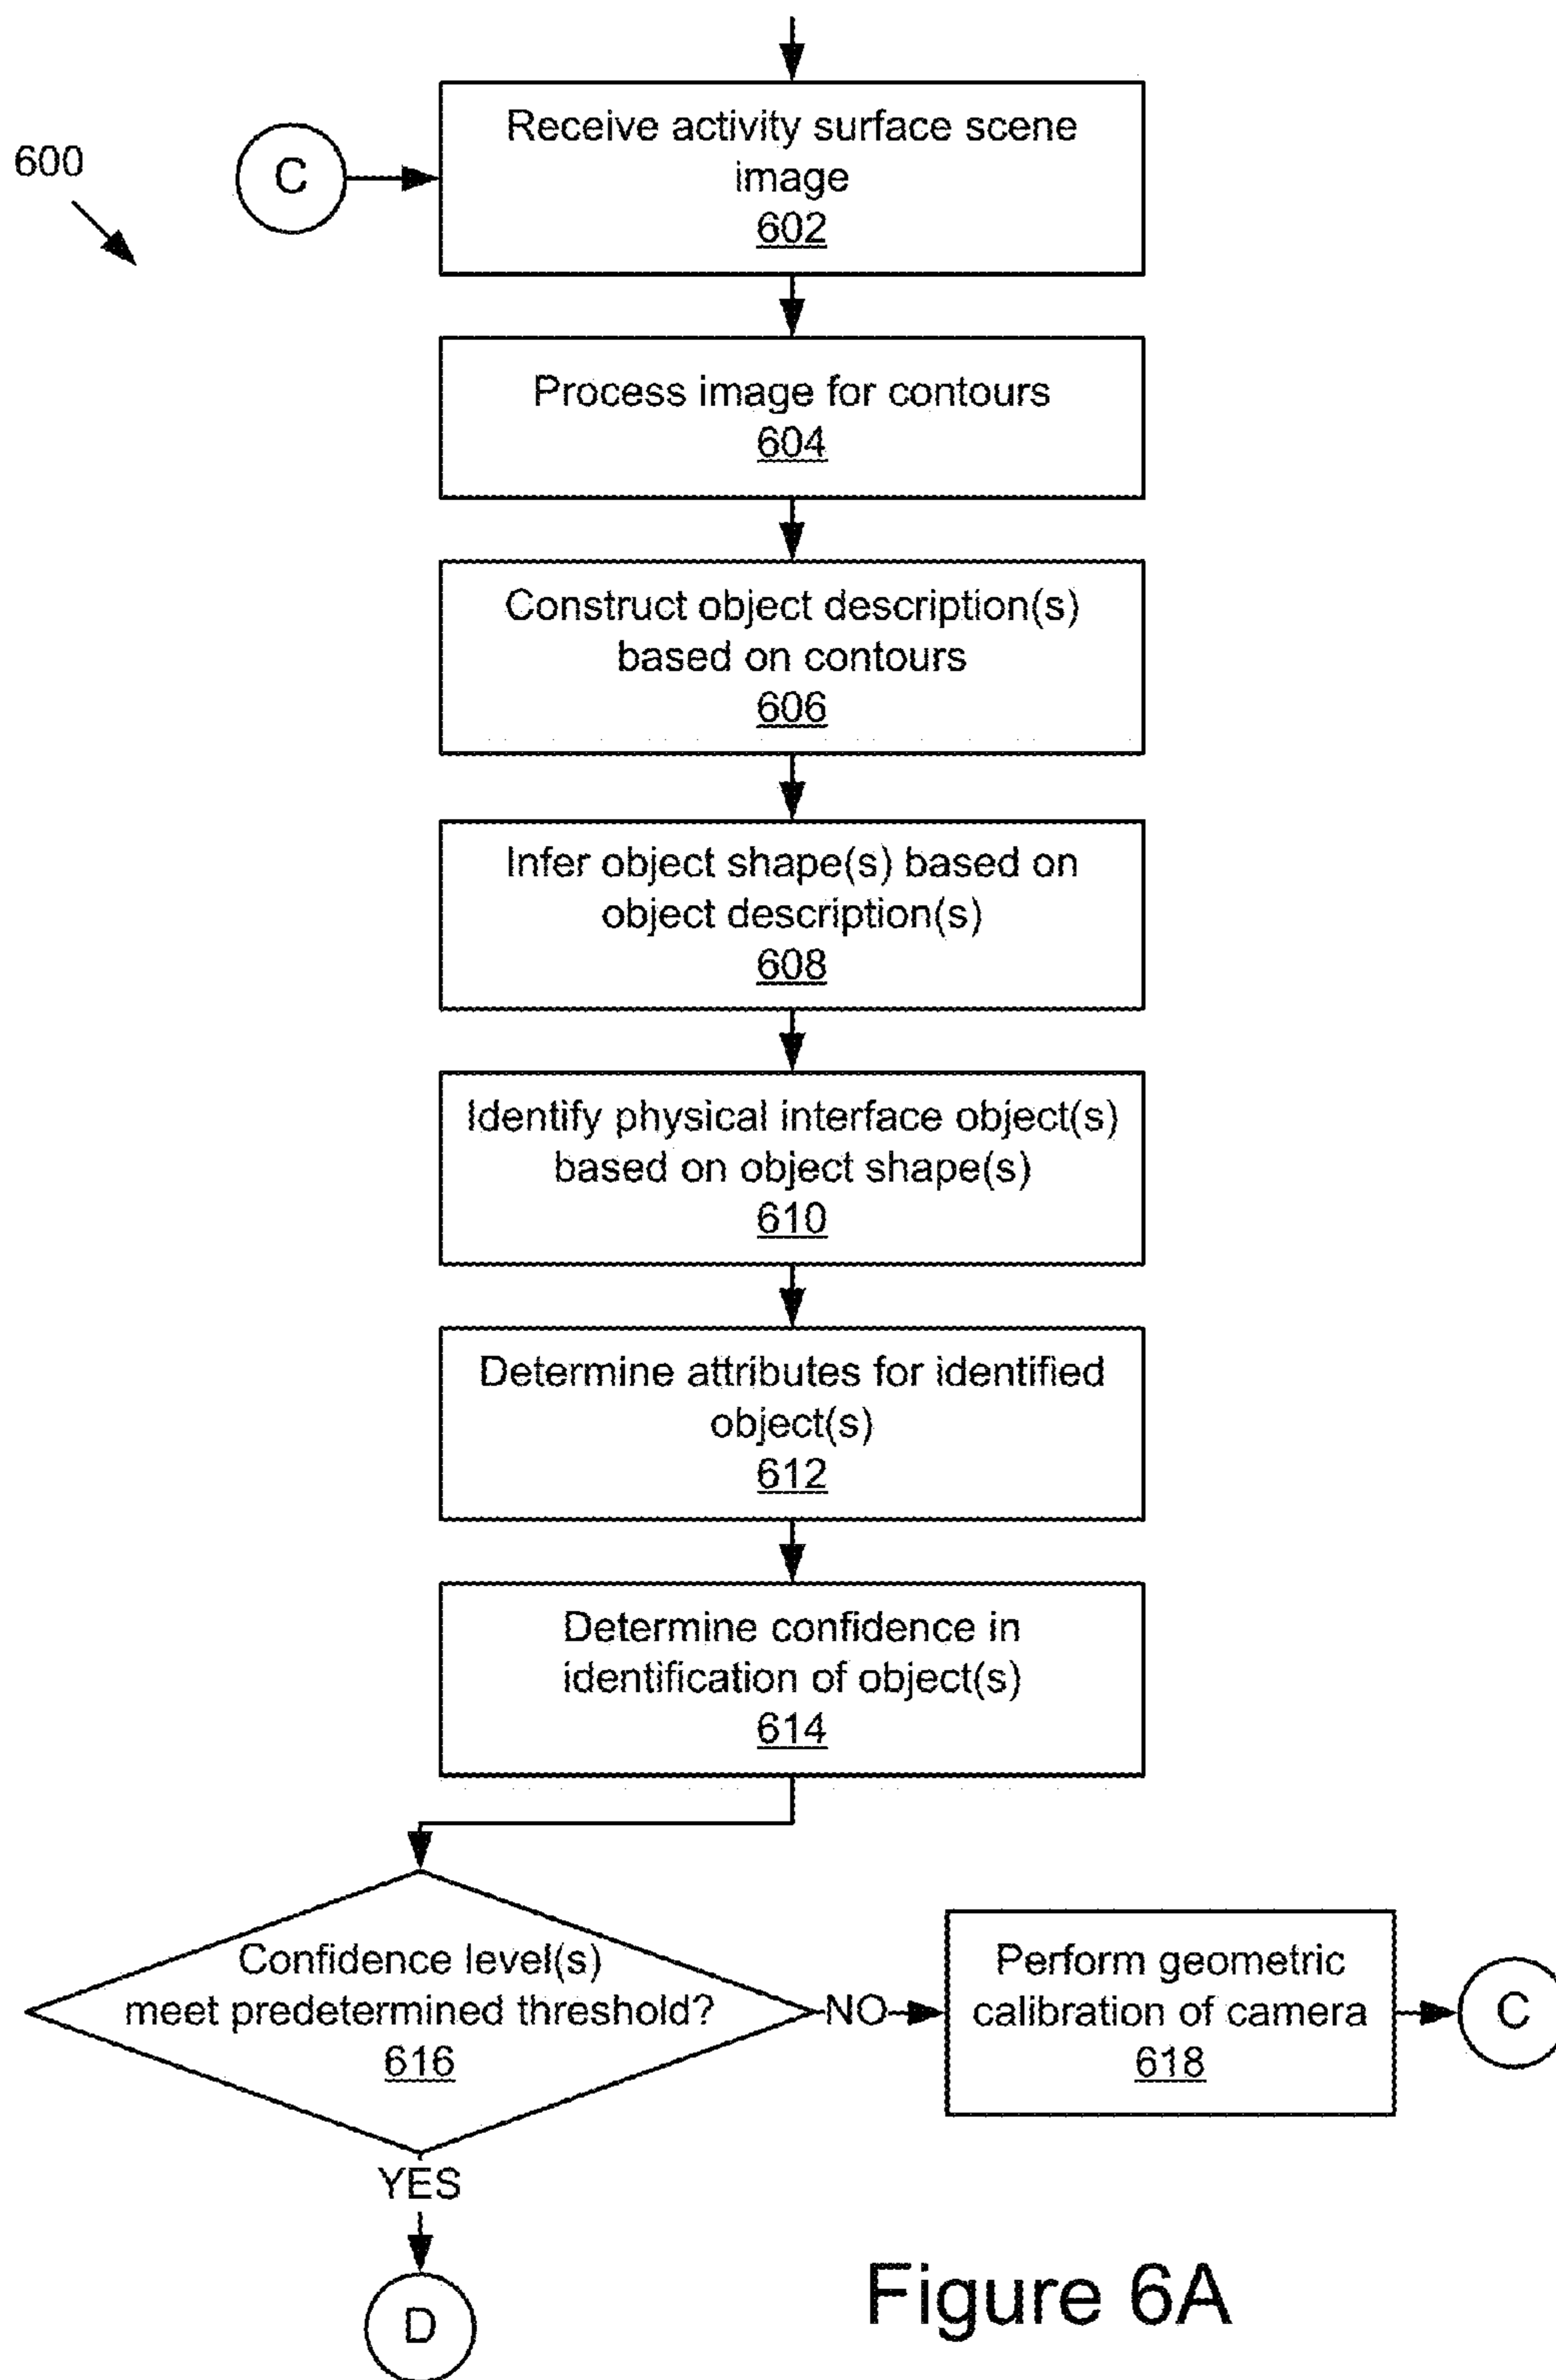 600
C
Receive activity surface scene
image
602
Process image for contours
604
Construct object description(s)
based on contours
606
Infer object shape(s) based on
object description(s)
608
Identify physical interface object(s)
based on object shape(s)
610
Determine attributes for identified
object(s)
612
Determine confidence in
identification of object(s)
614
Confidence level(s)
meet predetermined threshold?
616
NO
Perform geometric
calibration of camera
618
C
YES
D
Figure 6A